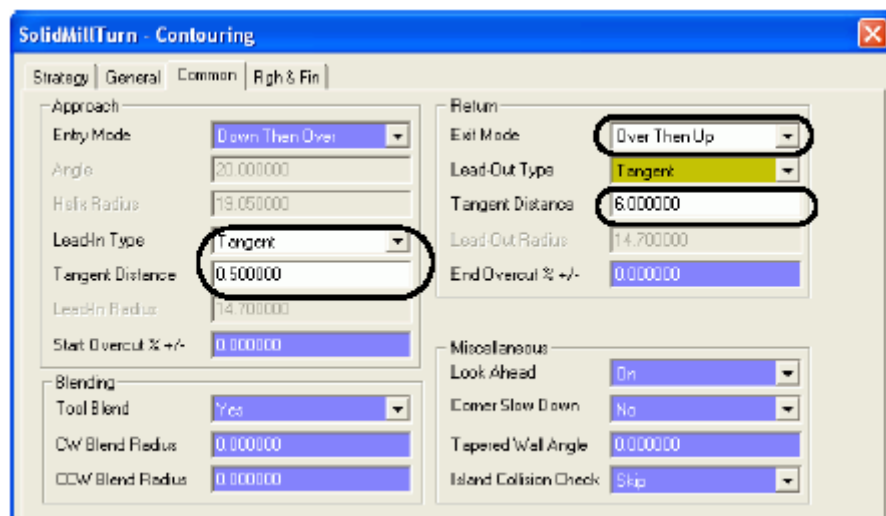 SolidMillTurn - Contouring
Strategy General Common Rgh & Fin
Approach
Entry Mode Down Then Over
Angle 20.000000
Helix Radius 19.050000
Lead-In Type Tangent
Tangent Distance 0.500000
Lead-In Radius 14.700000
Start Overcut % +/- 0.000000
Blending
Tool Blend Yes
CW Blend Radius 0.000000
CCW Blend Radius 0.000000
Return
Exit Mode Over Then Up
Lead-Out Type Tangent
Tangent Distance 6.000000
Lead-Out Radius 14.700000
End Overcut % +/- 0.000000
Miscellaneous
Look Ahead On
Corner Slow Down No
Tapered Wall Angle 0.000000
Island Collision Check Skip